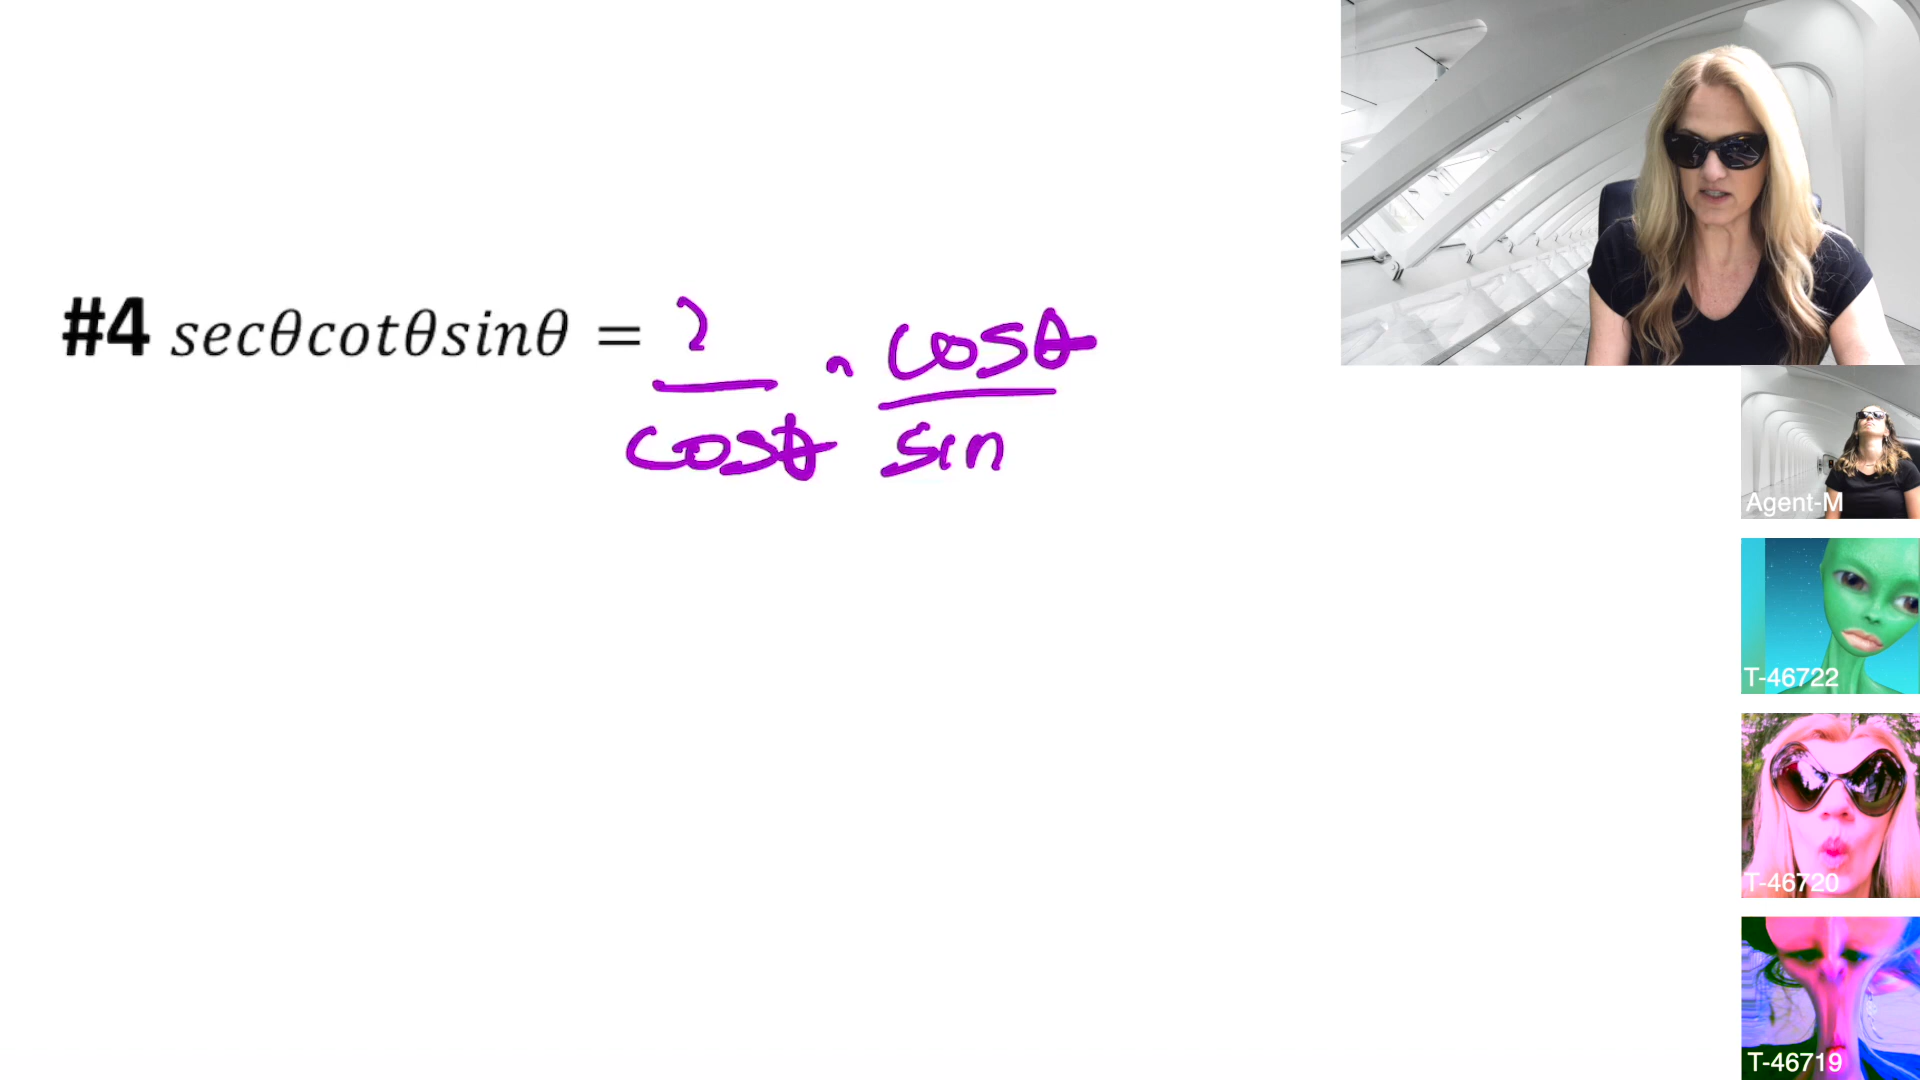 #4 secθcotθsinθ = 1/cosθ · cosθ/sin
Agent-M
T-46722
T-46720
T-46719